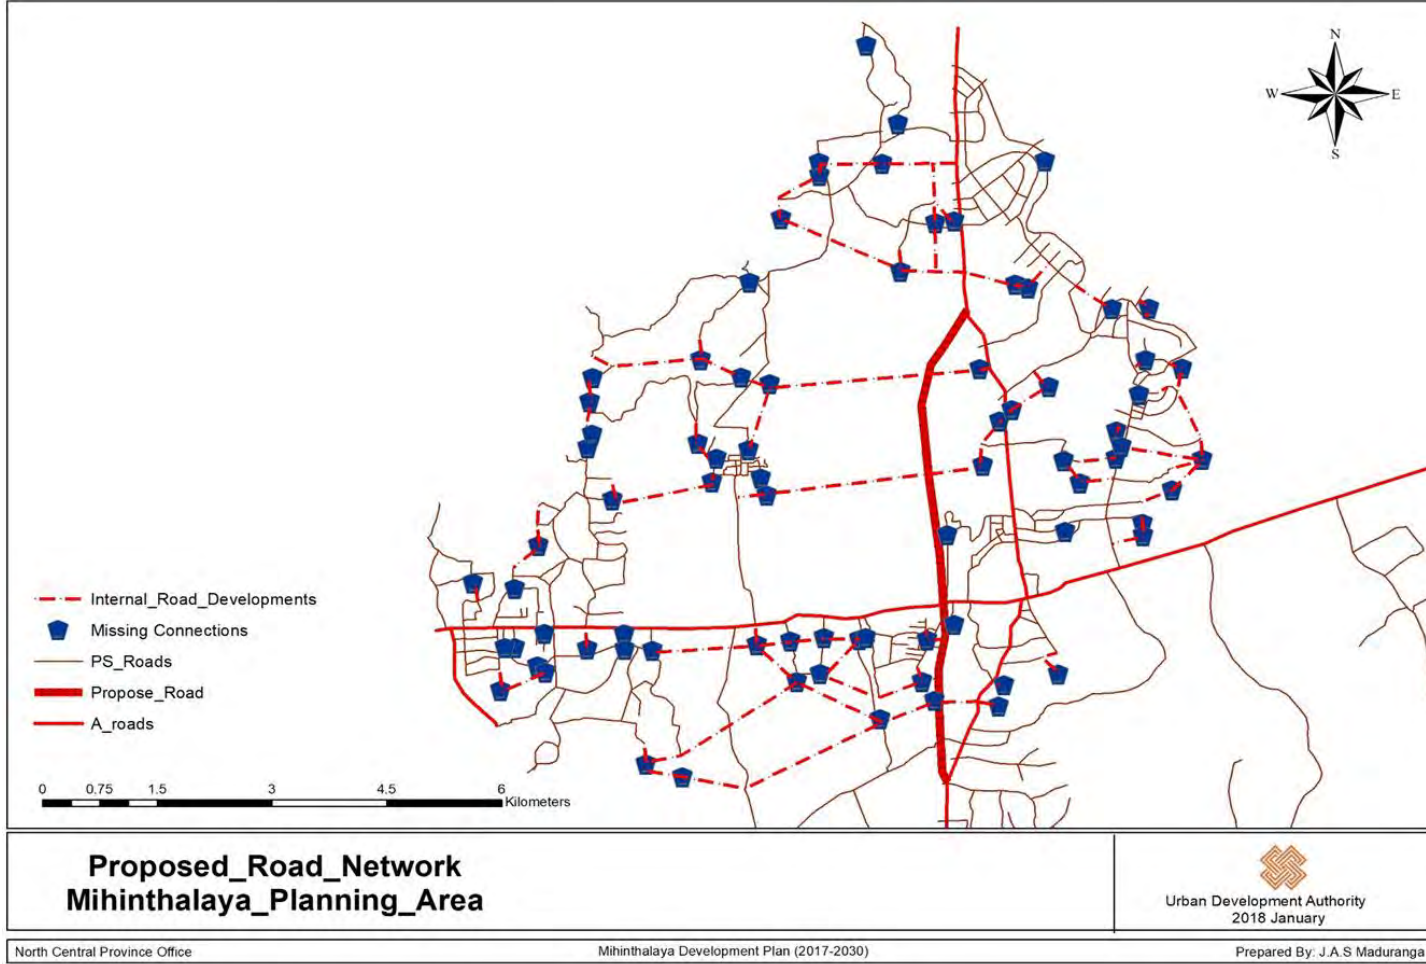 N
W
E
S
Internal_Road_Developments
Missing Connections
PS_Roads
Propose_Road
A_roads
0 0.75 1.5 3 4.5 6
Kilometers
Proposed_Road_Network
Mihinthalaya_Planning_Area
Urban Development Authority
2018 January
North Central Province Office
Mihinthalaya Development Plan (2017-2030)
Prepared By: J.A.S Maduranga